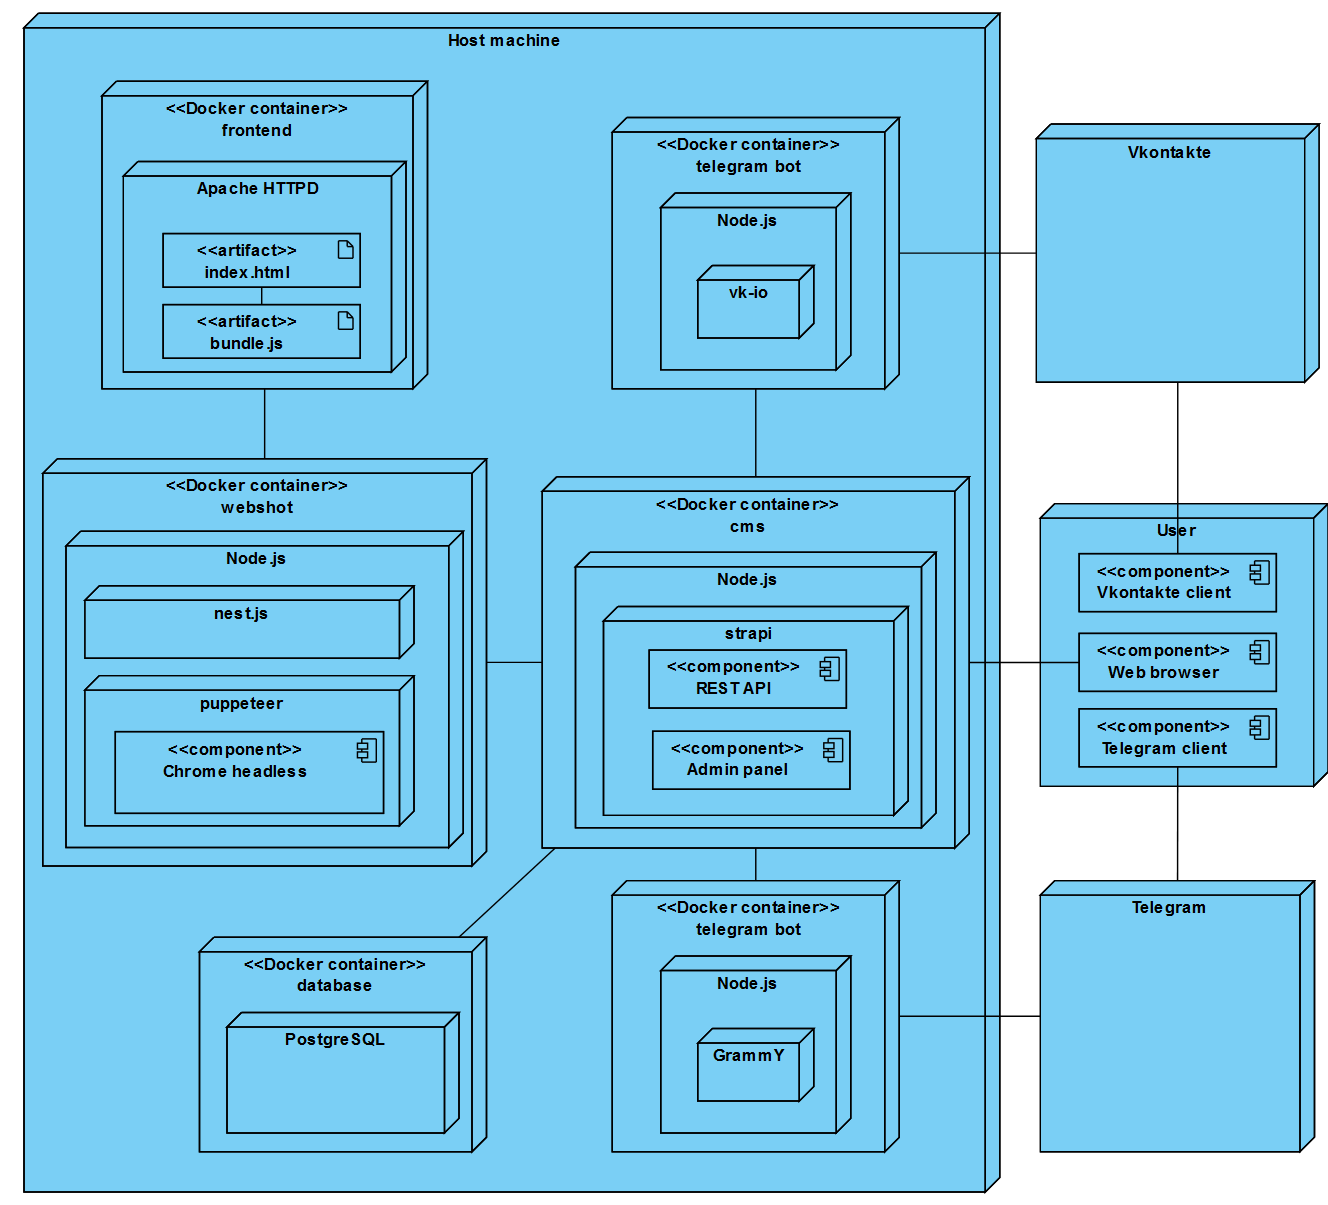 Host machine
<<Docker container>>
frontend
Apache HTTPD
<<artifact>>
index.html
<<artifact>>
bundle.js
<<Docker container>>
telegram bot
Node.js
vk-io
Vkontakte
<<Docker container>>
webshot
Node.js
nest.js
puppeteer
<<component>>
Chrome headless
<<Docker container>>
cms
Node.js
strapi
<<component>>
REST API
<<component>>
Admin panel
User
<<component>>
Vkontakte client
<<component>>
Web browser
<<component>>
Telegram client
<<Docker container>>
database
PostgreSQL
<<Docker container>>
telegram bot
Node.js
GrammY
Telegram